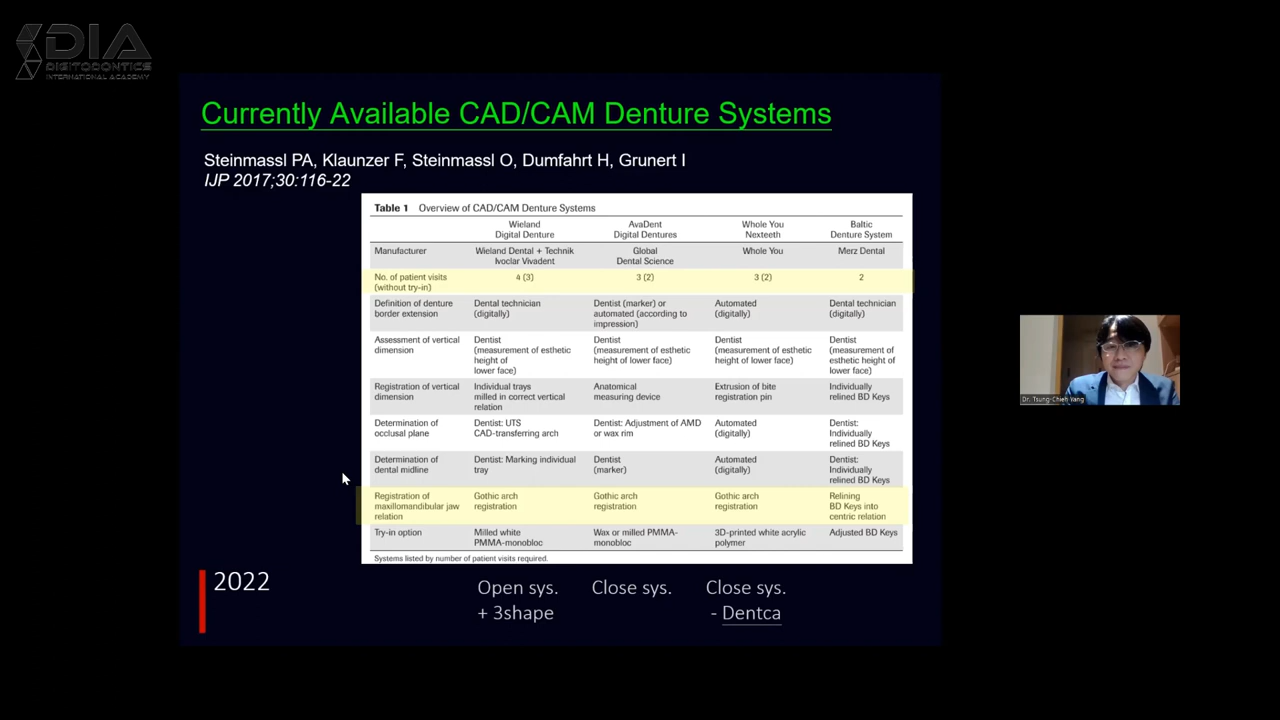 DIA
DIGITODONTICS
INTERNATIONAL ACADEMY
Currently Available CAD/CAM Denture Systems
Steinmassl PA, Klaunzer F, Steinmassl O, Dumfahrt H, Grunert I
IJP 2017;30:116-22
Table 1 Overview of CAD/CAM Denture Systems
Wieland Digital Denture
AvaDent Digital Dentures
Whole You Nexteeth
Baltic Denture System
Manufacturer
Wieland Dental + Technik Ivoclar Vivadent
Global Dental Science
Whole You
Merz Dental
No. of patient visits (without try-in)
4 (3)
3 (2)
3 (2)
2
Definition of denture border extension
Dental technician (digitally)
Dentist (marker) or automated (according to impression)
Automated (digitally)
Dental technician (digitally)
Assessment of vertical dimension
Dentist (measurement of esthetic height of lower face)
Dentist (measurement of esthetic height of lower face)
Dentist (measurement of esthetic height of lower face)
Dentist (measurement of esthetic height of lower face)
Registration of vertical dimension
Individual trays milled in correct vertical relation
Anatomical measuring device
Extrusion of bite registration pin
Individually relined BD Keys
Determination of occlusal plane
Dentist: UTS CAD-transferring arch
Dentist: Adjustment of AMD or wax rim
Automated (digitally)
Dentist: Individually relined BD Keys
Determination of dental midline
Dentist: Marking individual tray
Dentist (marker)
Automated (digitally)
Dentist: Individually relined BD Keys
Registration of maxillomandibular jaw relation
Gothic arch registration
Gothic arch registration
Gothic arch registration
Relining BD Keys into centric relation
Try-in option
Milled white PMMA-monobloc
Wax or milled PMMA-monobloc
3D-printed white acrylic polymer
Adjusted BD Keys
Systems listed by number of patient visits required.
2022
Open sys. + 3shape
Close sys.
Close sys. - Dentca
Dr. Tsung-Chieh Yang